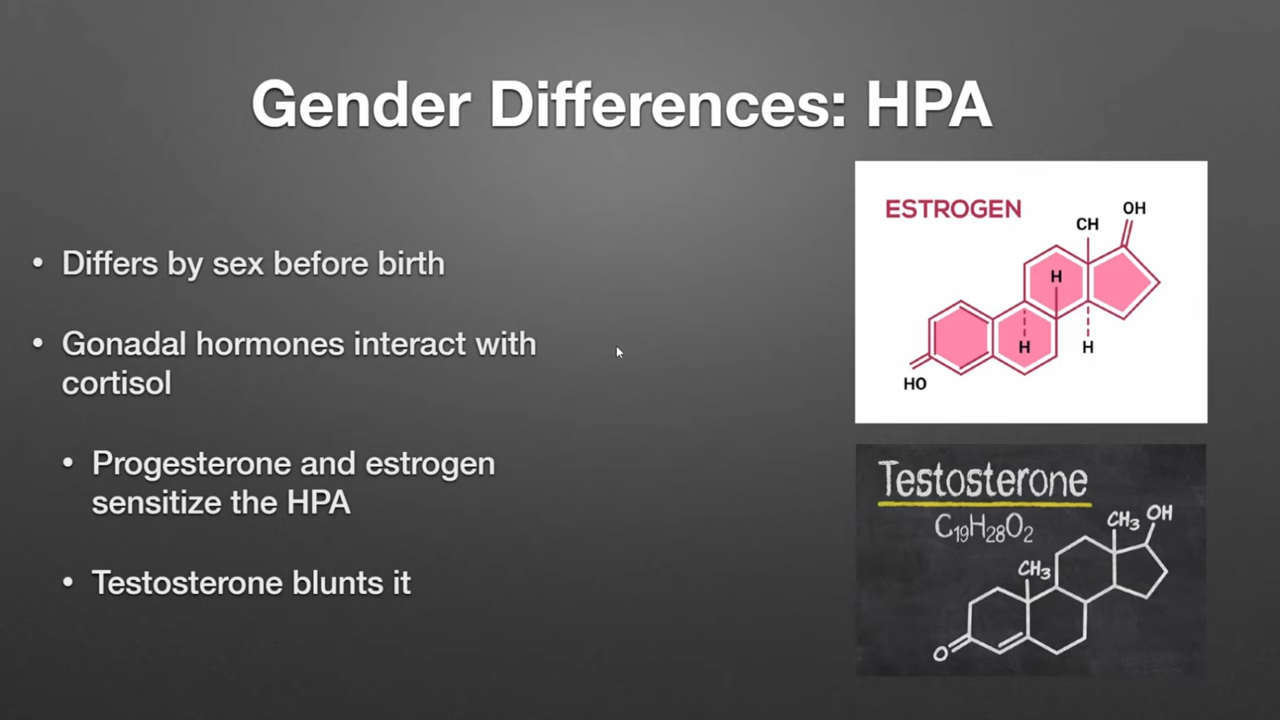 Gender Differences: HPA
• Differs by sex before birth
• Gonadal hormones interact with
cortisol
• Progesterone and estrogen
sensitize the HPA
• Testosterone blunts it
ESTROGEN
OH
CH
H
H
H
HO
Testosterone
C₁₉H₂₈O₂
CH₃
OH
CH₃
O